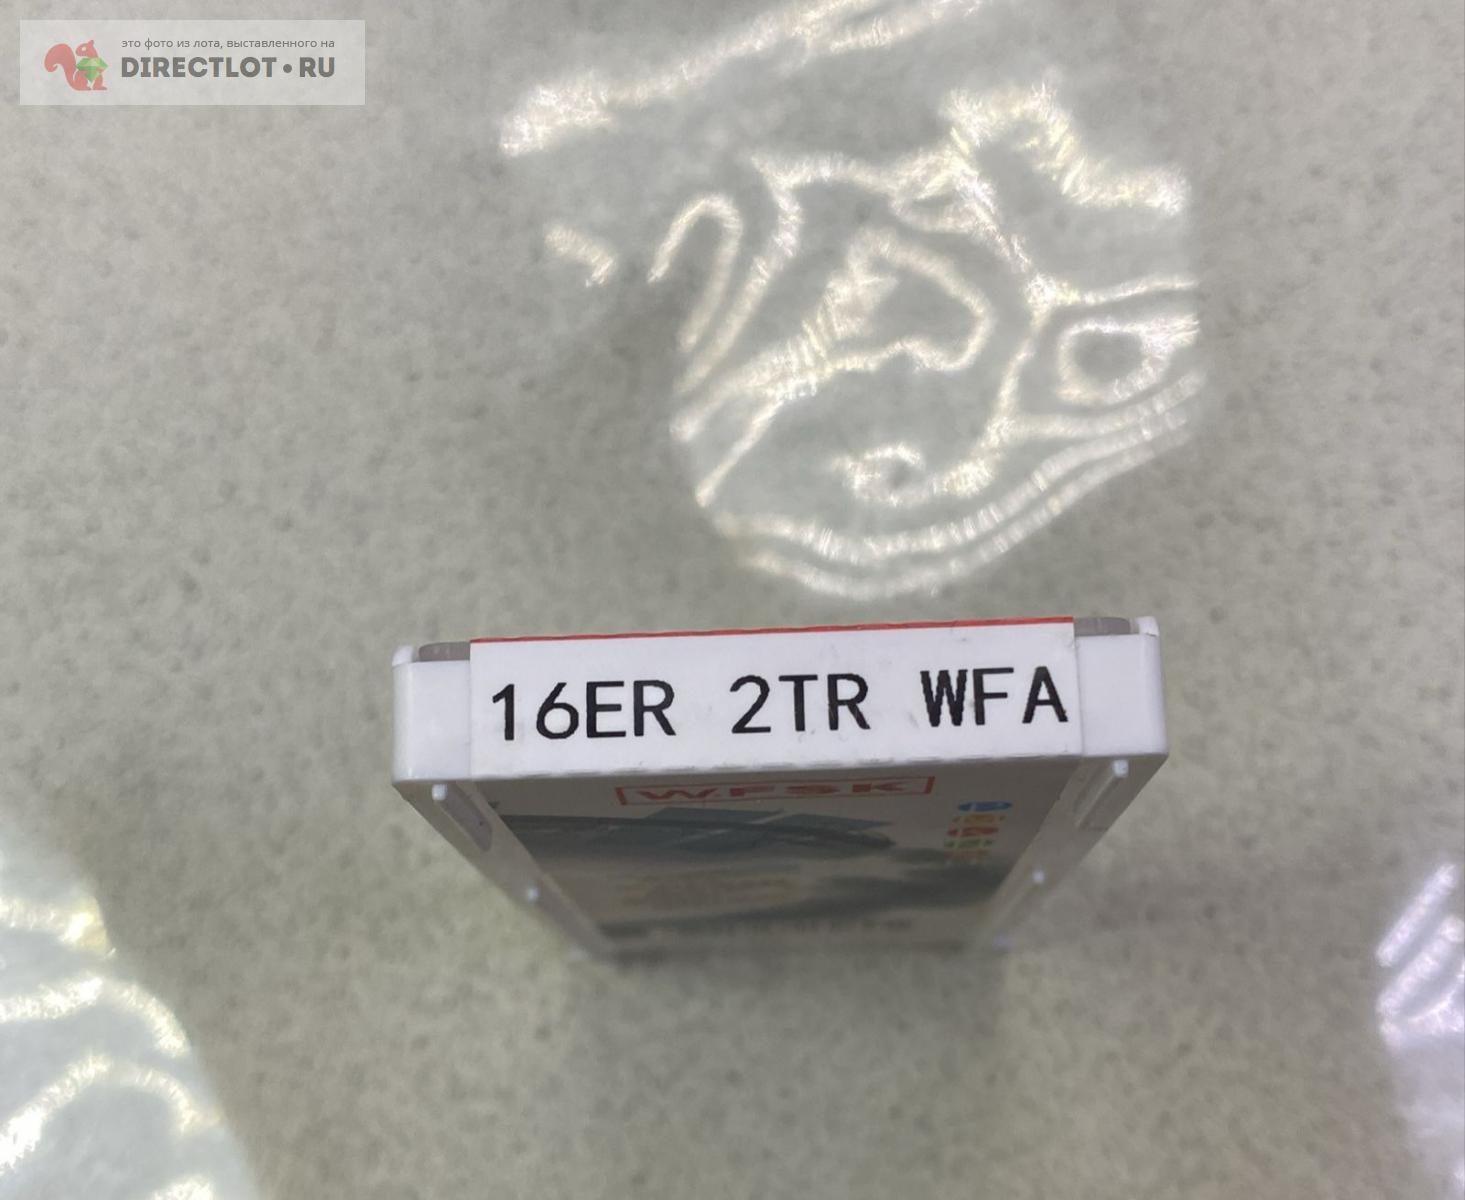 это фото из лота, выставленного на
DIRECTLOT•RU
16ER 2TR WFA
WFSK